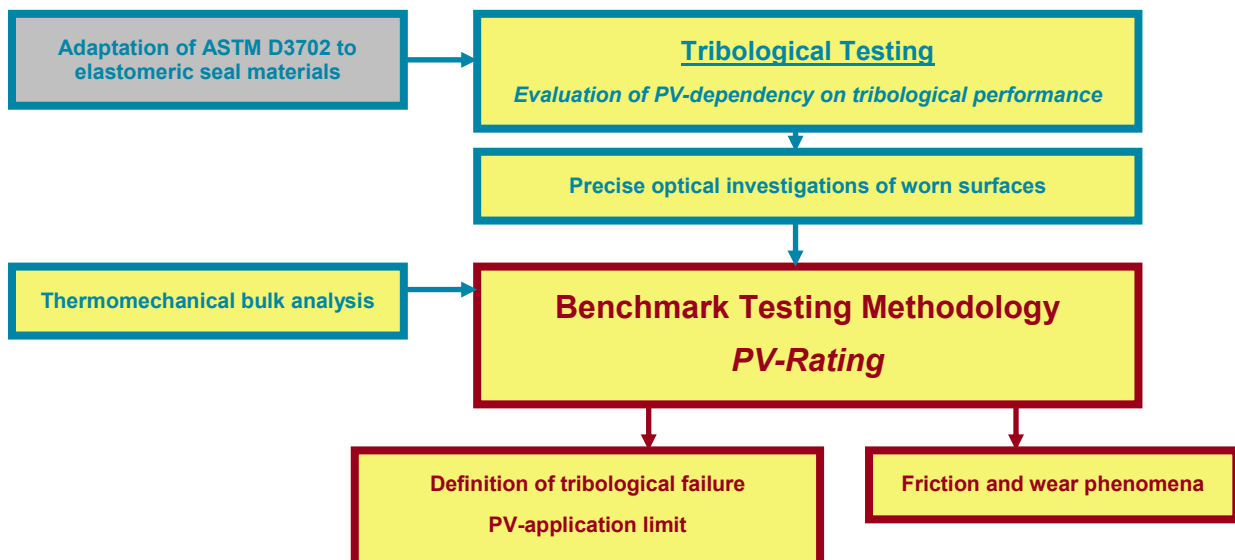 Adaptation of ASTM D3702 to
elastomeric seal materials
Tribological Testing
Evaluation of PV-dependency on tribological performance
Precise optical investigations of worn surfaces
Thermomechanical bulk analysis
Benchmark Testing Methodology
PV-Rating
Definition of tribological failure
PV-application limit
Friction and wear phenomena